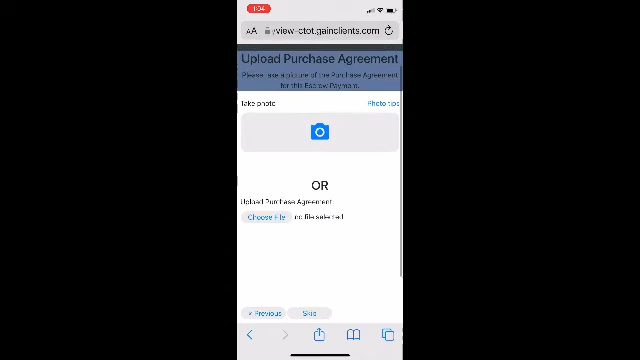 1:04
AA y/view-ctot.gainclients.com
Upload Purchase Agreement
Please take a picture of the Purchase Agreement
for this Escrow Payment.
Take photo Photo tips
OR
Upload Purchase Agreement:
Choose File no file selected
« Previous Skip